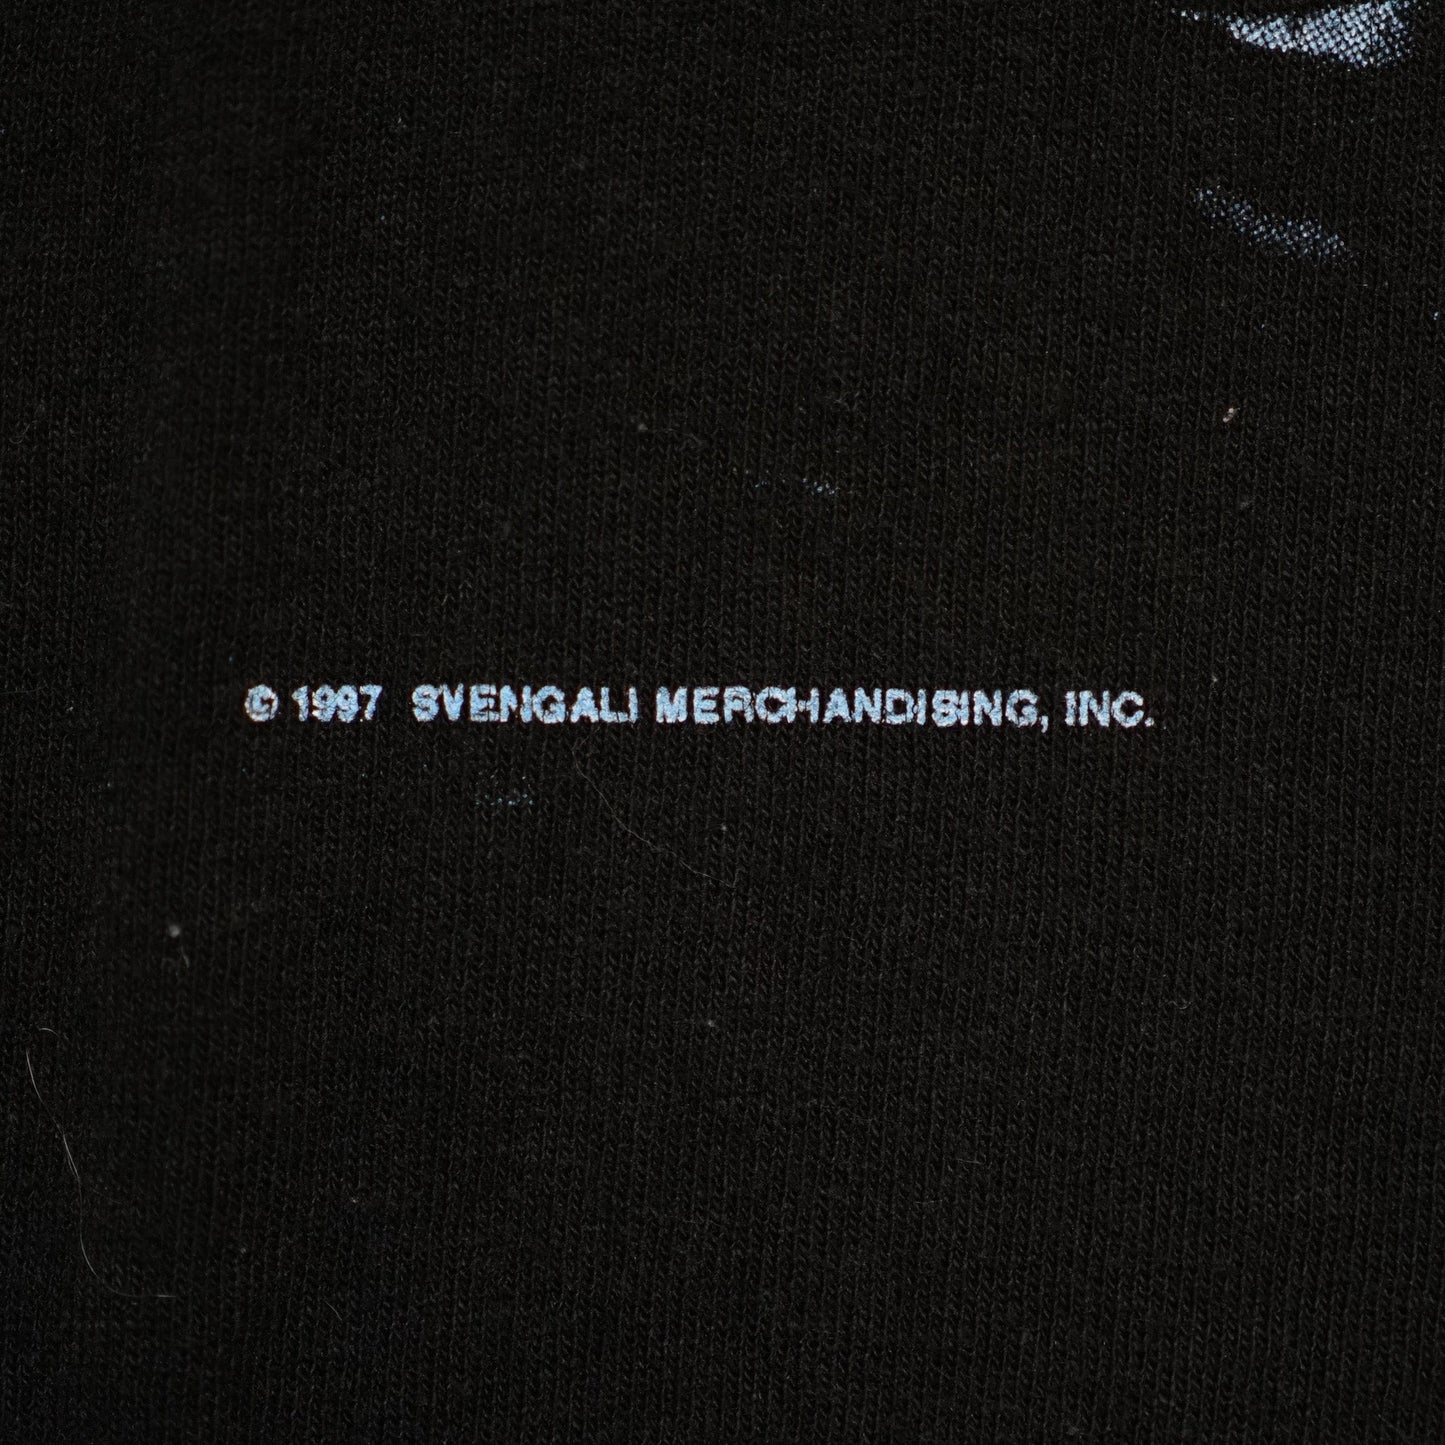 © 1997 SVENGALI MERCHANDISING, INC.